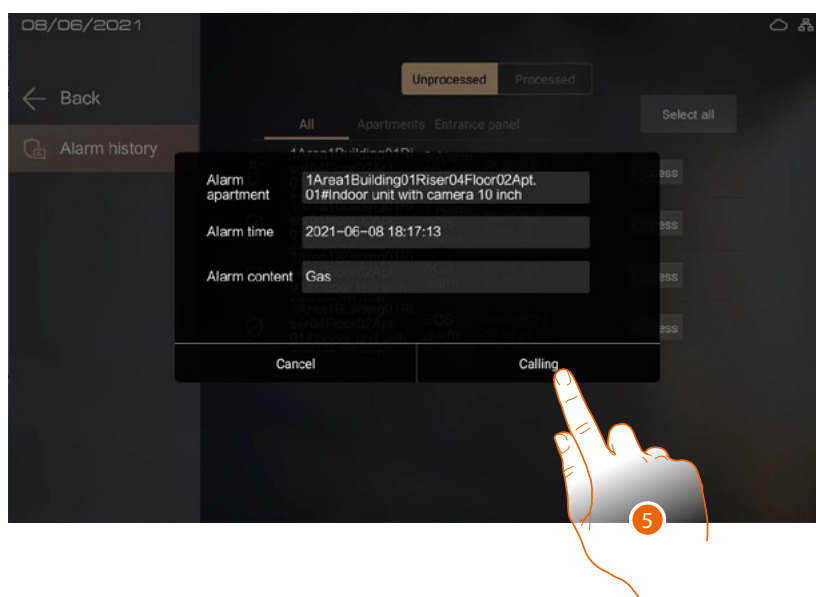 08/06/2021
Unprocessed Processed
Back
Select all
All Apartments Entrance panel
Alarm history
Alarm
apartment
1Area1Building01Riser04Floor02Apt.
01#Indoor unit with camera 10 inch
Alarm time 2021-06-08 18:17:13
Alarm content Gas
Cancel Calling
5